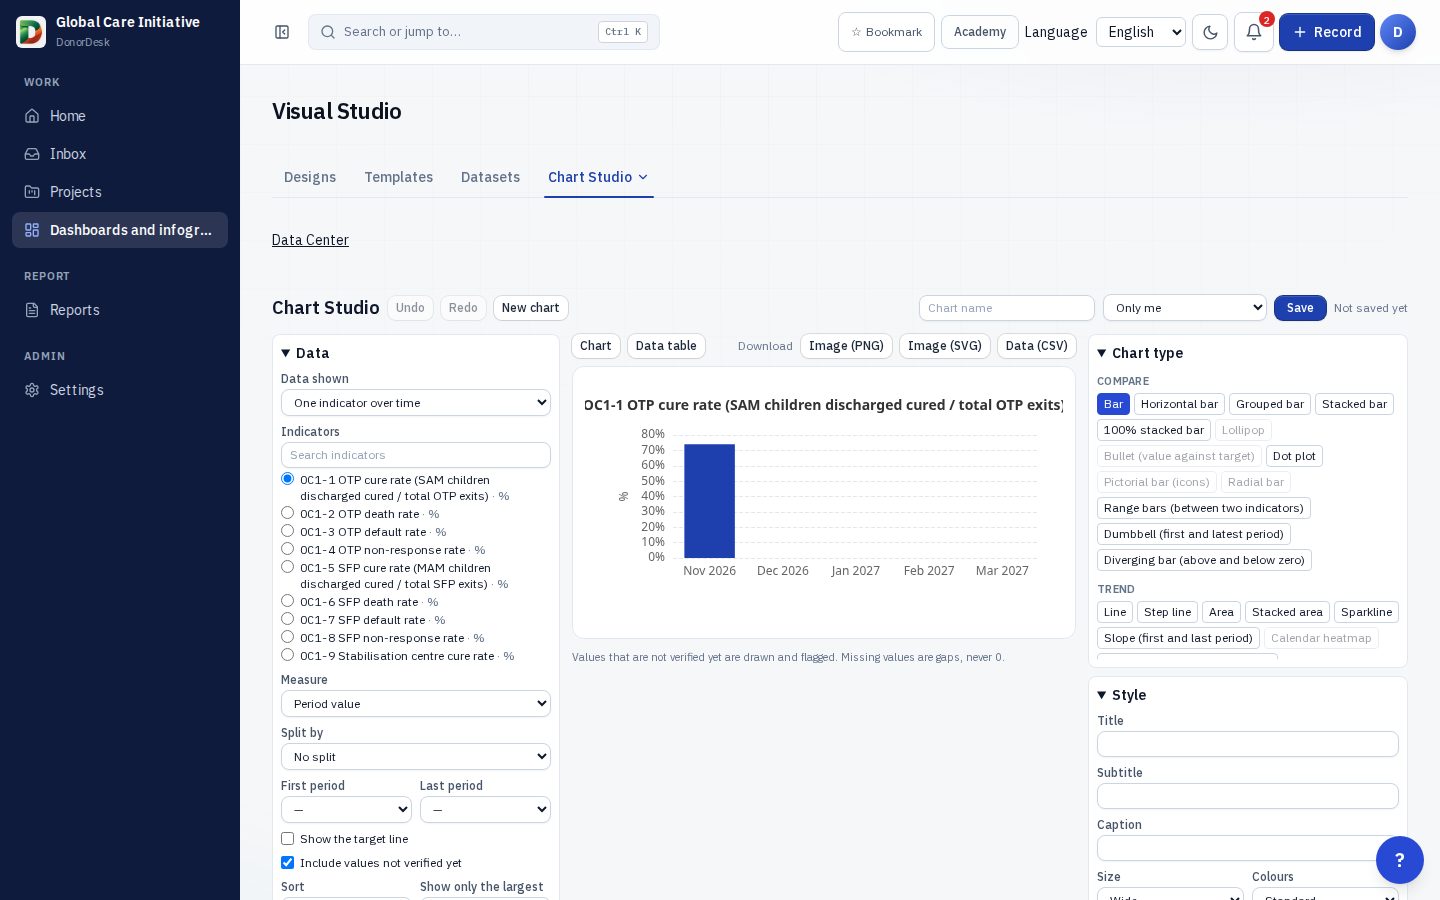 Global Care Initiative
DonorDesk
WORK
Home
Inbox
Projects
Dashboards and infogr...
REPORT
Reports
ADMIN
Settings
Search or jump to...
Ctrl K
☆ Bookmark
Academy
Language
English
2
+ Record
D
Visual Studio
Designs
Templates
Datasets
Chart Studio
Data Center
Chart Studio
Undo
Redo
New chart
Chart name
Only me
Save
Not saved yet
▼ Data
Data shown
One indicator over time
Indicators
Search indicators
OC1-1 OTP cure rate (SAM children
discharged cured / total OTP exits) · %
OC1-2 OTP death rate · %
OC1-3 OTP default rate · %
OC1-4 OTP non-response rate · %
OC1-5 SFP cure rate (MAM children
discharged cured / total SFP exits) · %
OC1-6 SFP death rate · %
OC1-7 SFP default rate · %
OC1-8 SFP non-response rate · %
OC1-9 Stabilisation centre cure rate · %
Measure
Period value
Split by
No split
First period
Last period
—
—
Show the target line
Include values not verified yet
Sort
Show only the largest
Chart
Data table
Download
Image (PNG)
Image (SVG)
Data (CSV)
OC1-1 OTP cure rate (SAM children discharged cured / total OTP exits)
80%
70%
60%
50%
40%
30%
20%
10%
0%
%
Nov 2026
Dec 2026
Jan 2027
Feb 2027
Mar 2027
Values that are not verified yet are drawn and flagged. Missing values are gaps, never 0.
▼ Chart type
COMPARE
Bar
Horizontal bar
Grouped bar
Stacked bar
100% stacked bar
Lollipop
Bullet (value against target)
Dot plot
Pictorial bar (icons)
Radial bar
Range bars (between two indicators)
Dumbbell (first and latest period)
Diverging bar (above and below zero)
TREND
Line
Step line
Area
Stacked area
Sparkline
Slope (first and last period)
Calendar heatmap
▼ Style
Title
Subtitle
Caption
Size
Colours
Wide
Standard
?